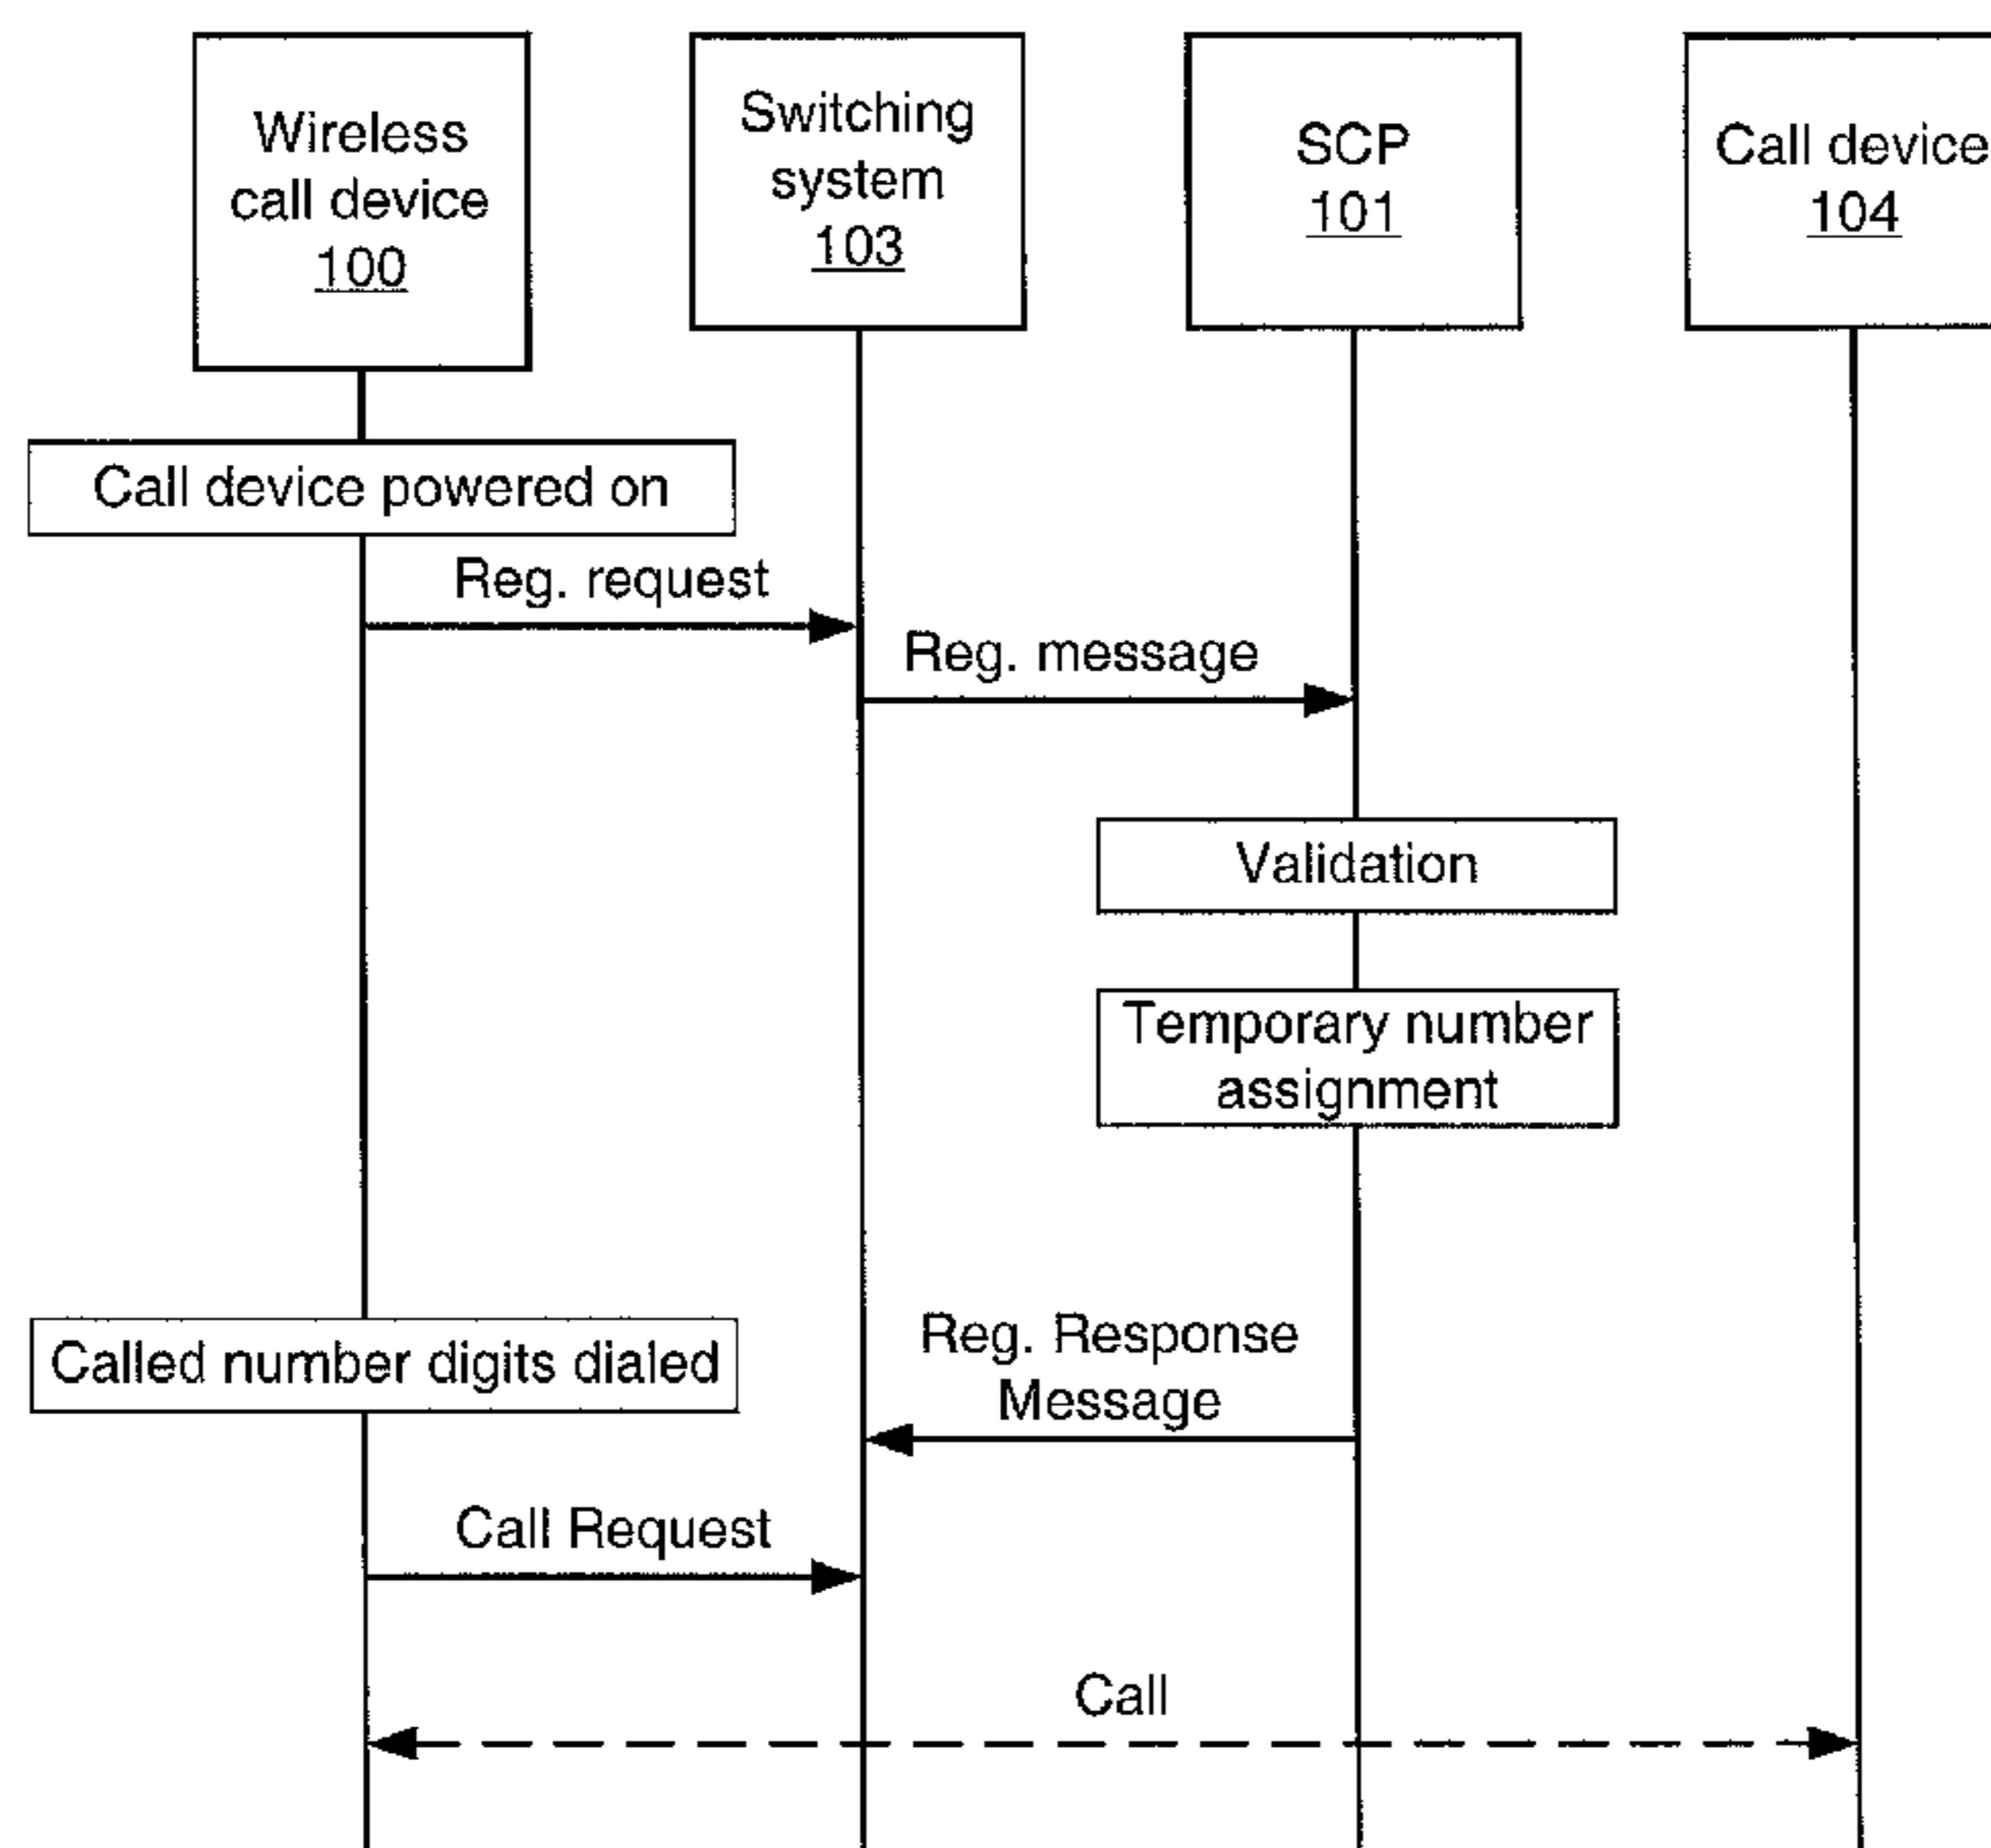 Wireless
call device
100
Switching
system
103
SCP
101
Call device
104
Call device powered on
Reg. request
Reg. message
Validation
Temporary number
assignment
Called number digits dialed
Reg. Response
Message
Call Request
Call